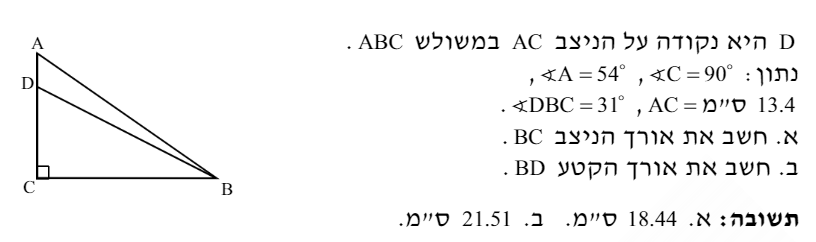 D היא נקודה על הניצב AC במשולש ABC .
נתון : ∢C = 90° , ∢A = 54° ,
13.4 ס"מ = AC , ∢DBC = 31° .
א. חשב את אורך הניצב BC .
ב. חשב את אורך הקטע BD .
תשובה: א. 18.44 ס"מ. ב. 21.51 ס"מ.
A
D
C
B